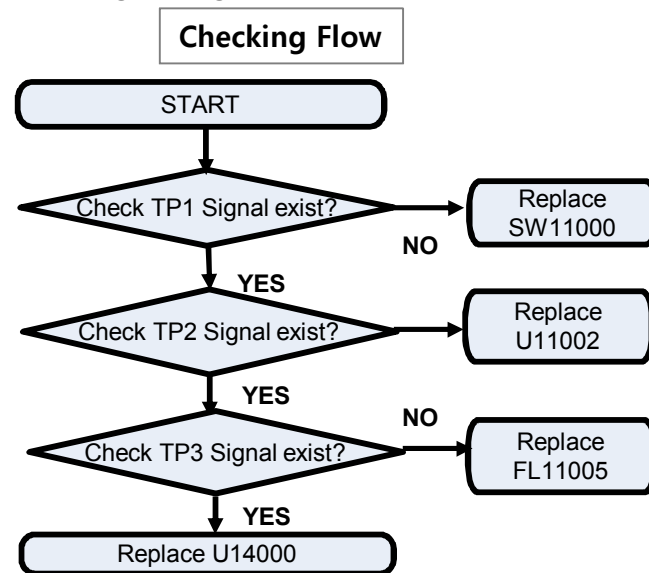 Checking Flow
START
Check TP1 Signal exist?
Replace
SW11000
NO
YES
Check TP2 Signal exist?
Replace
U11002
YES
NO
Check TP3 Signal exist?
Replace
FL11005
YES
Replace U14000